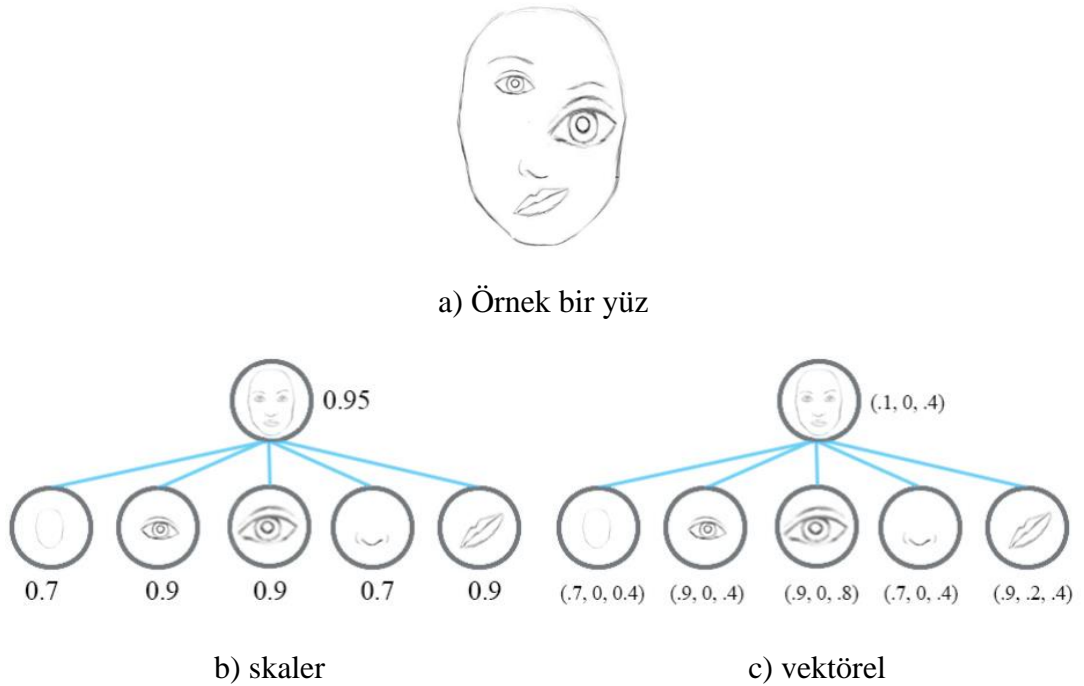 a) Örnek bir yüz
0.95
(.1, 0, .4)
0.7 0.9 0.9 0.7 0.9
(.7, 0, 0.4) (.9, 0, .4) (.9, 0, .8) (.7, 0, .4) (.9, .2, .4)
b) skaler
c) vektörel